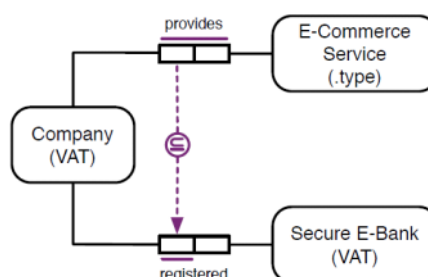 provides
E-Commerce
Service
(.type)
Company
(VAT)
⊆
Secure E-Bank
(VAT)
registered